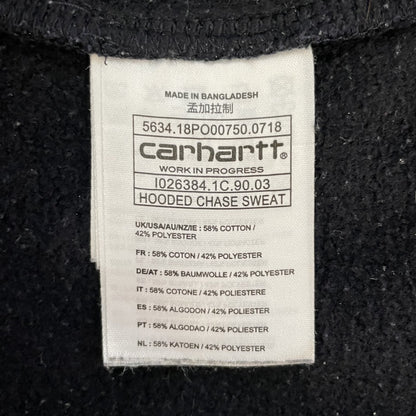 MADE IN BANGLADESH
孟加拉制
5634.18PO00750.0718
carhartt®
WORK IN PROGRESS
I026384.1C.90.03
HOODED CHASE SWEAT
UK/USA/AU/NZ/IE : 58% COTTON /
42% POLYESTER
FR : 58% COTON / 42% POLYESTER
DE/AT : 58% BAUMWOLLE / 42% POLYESTER
IT : 58% COTONE / 42% POLIESTERE
ES : 58% ALGODON / 42% POLIESTER
PT : 58% ALGODAO / 42% POLIESTER
NL : 58% KATOEN / 42% POLYESTER